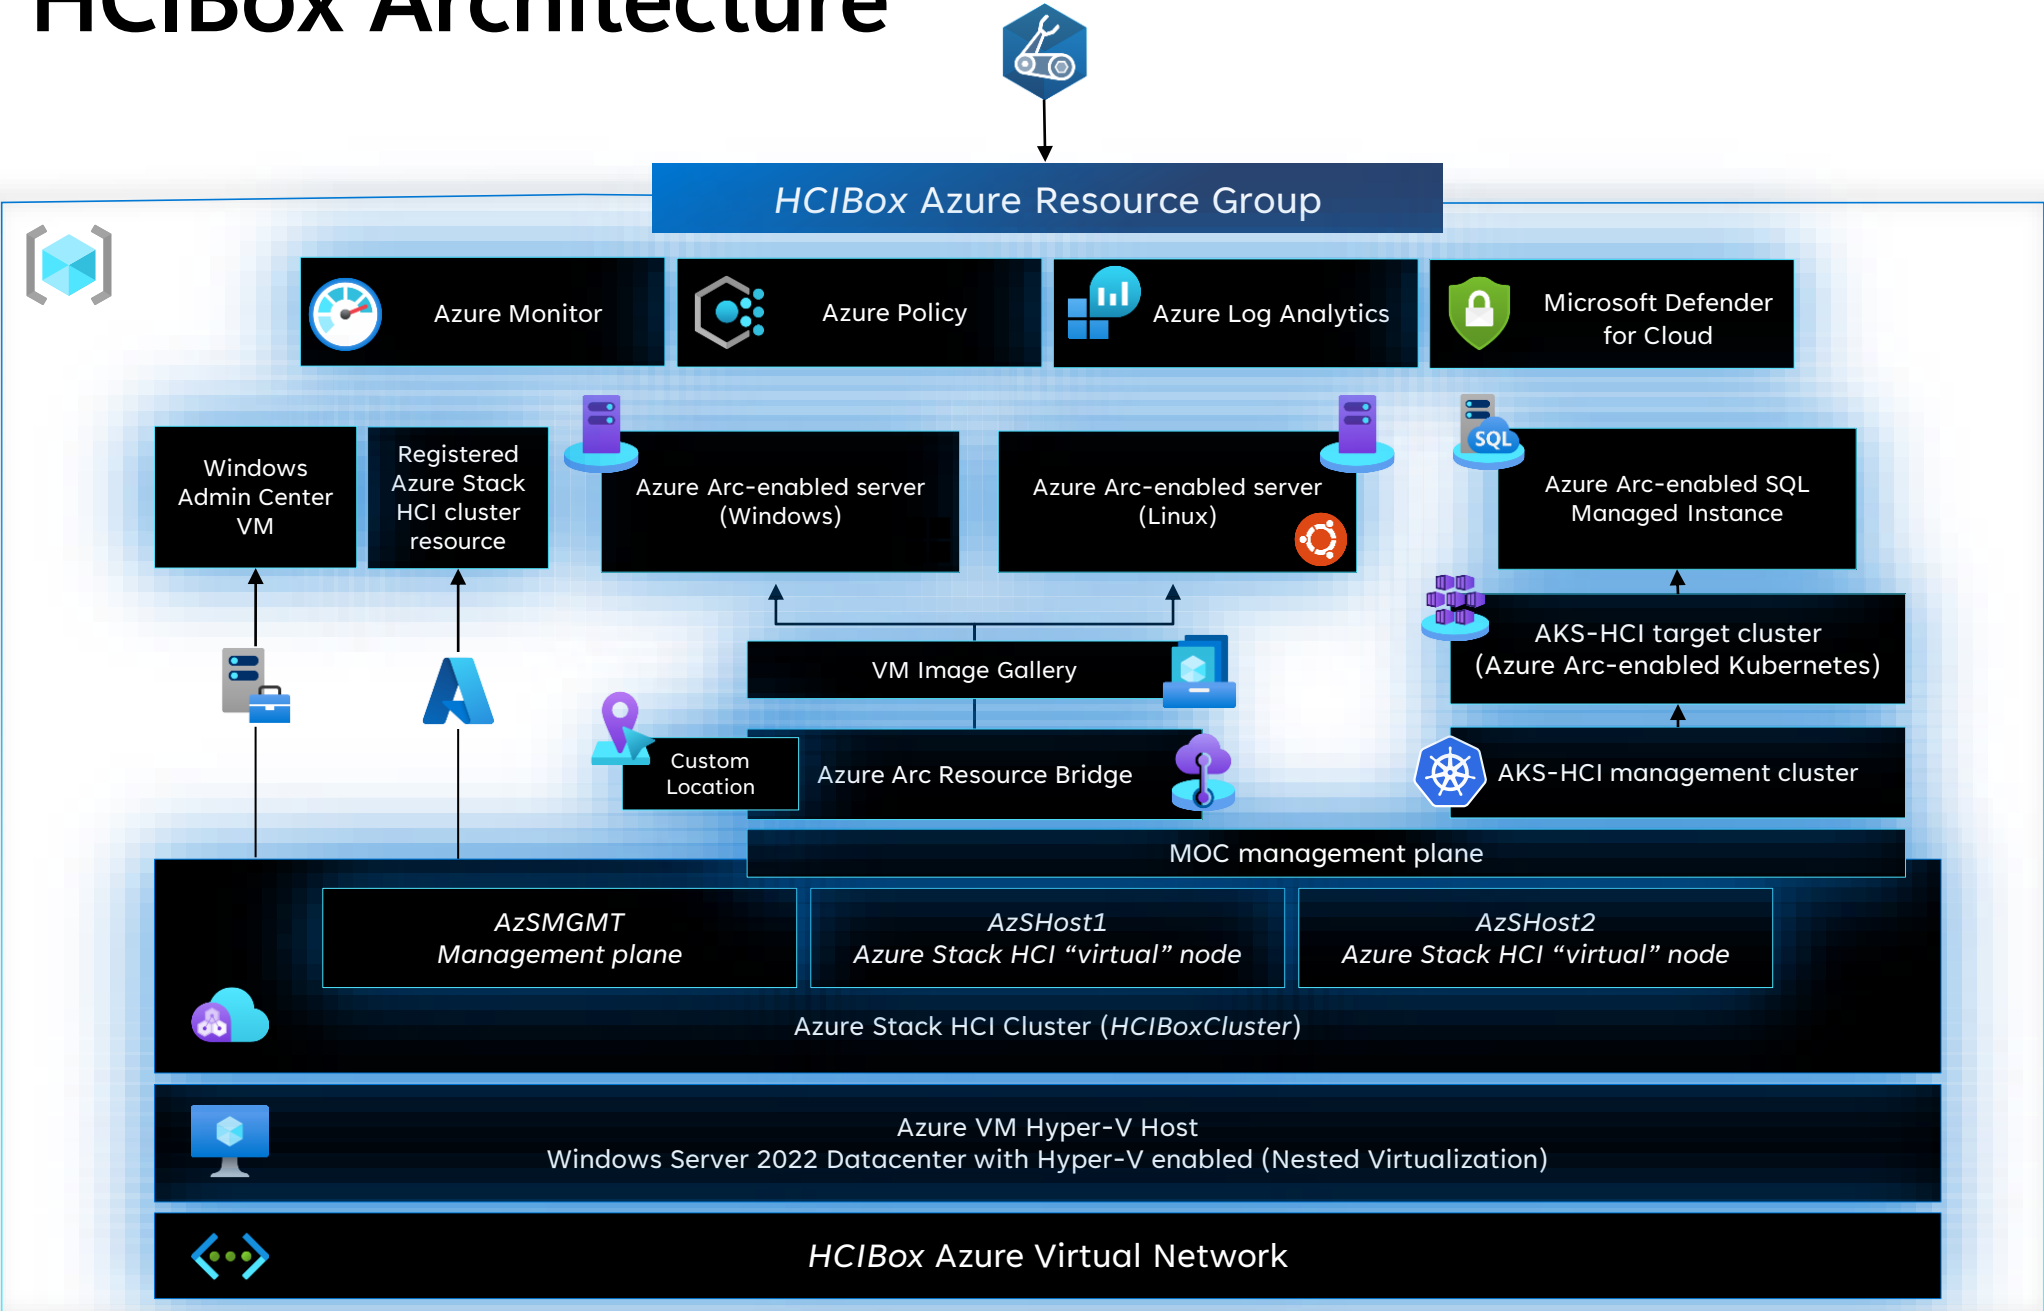 HCIBox Architecture
HCIBox Azure Resource Group
Azure Monitor
Azure Policy
Azure Log Analytics
Microsoft Defender
for Cloud
Windows
Admin Center
VM
Registered
Azure Stack
HCI cluster
resource
Azure Arc-enabled server
(Windows)
Azure Arc-enabled server
(Linux)
SQL
Azure Arc-enabled SQL
Managed Instance
VM Image Gallery
AKS-HCI target cluster
(Azure Arc-enabled Kubernetes)
Custom
Location
Azure Arc Resource Bridge
AKS-HCI management cluster
MOC management plane
AzSMGMT
Management plane
AzSHost1
Azure Stack HCI “virtual” node
AzSHost2
Azure Stack HCI “virtual” node
Azure Stack HCI Cluster (HCIBoxCluster)
Azure VM Hyper-V Host
Windows Server 2022 Datacenter with Hyper-V enabled (Nested Virtualization)
HCIBox Azure Virtual Network